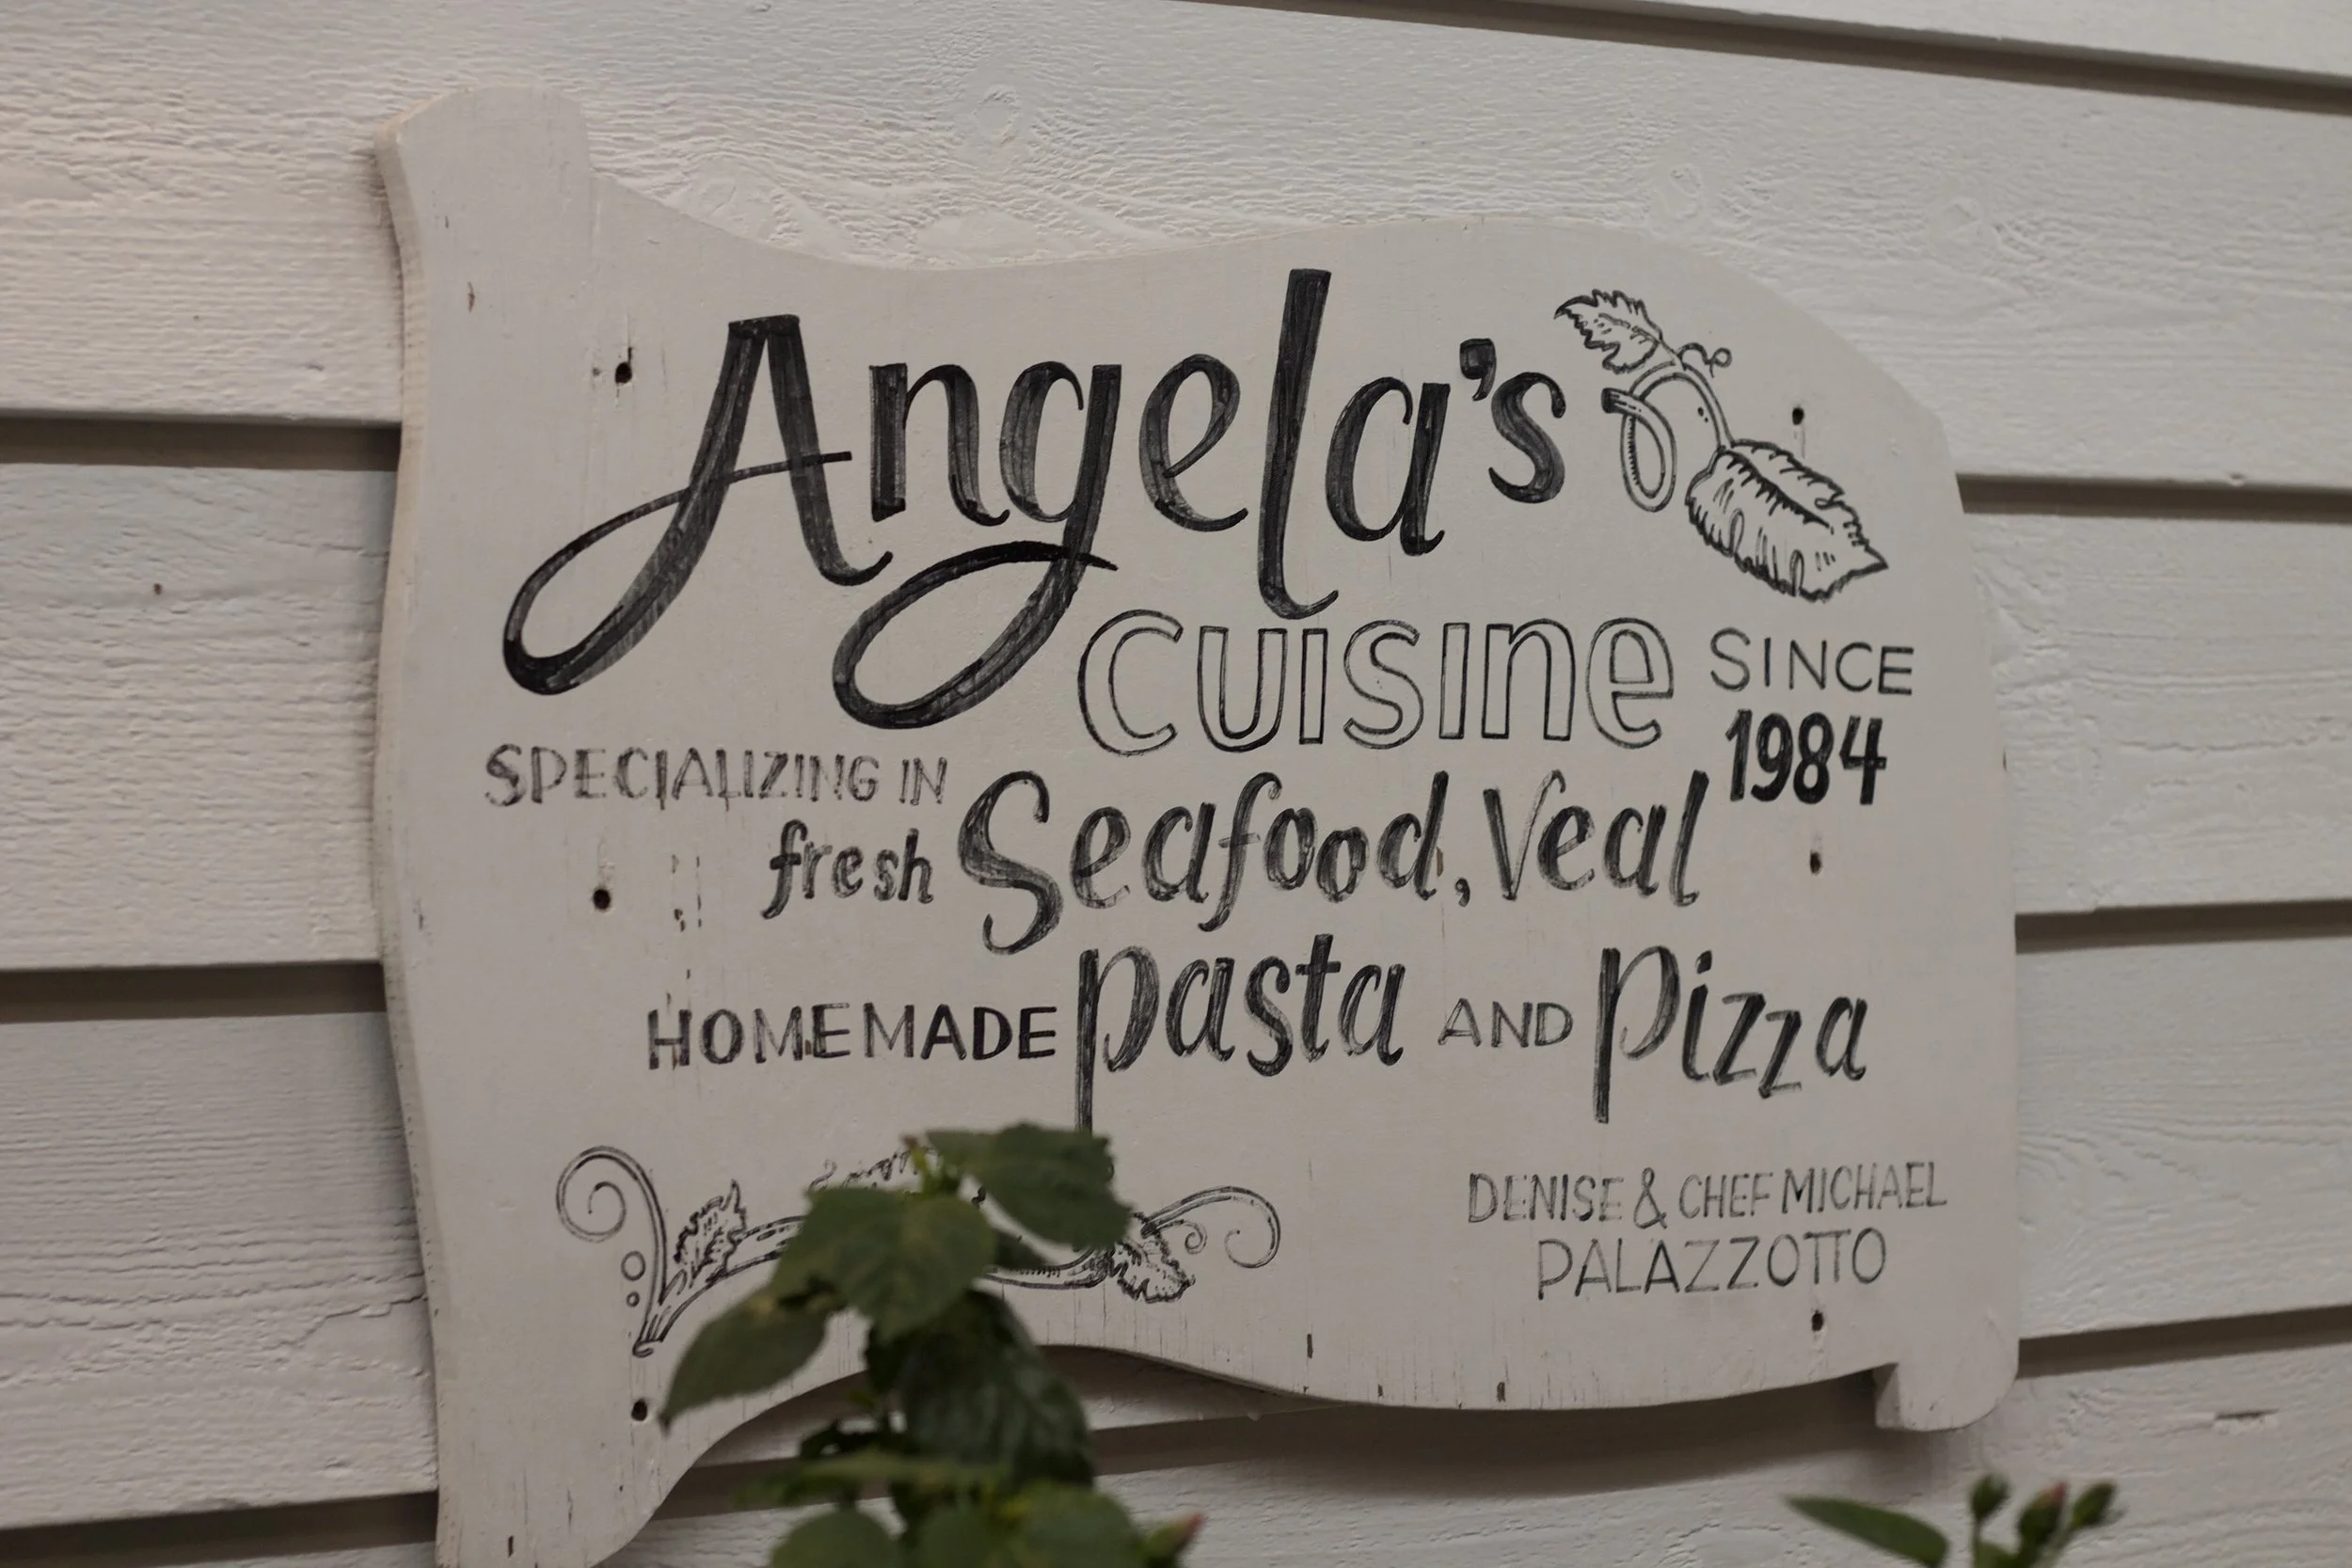 Angela's
cuisine
SINCE
1984
SPECIALIZING IN
fresh Seafood, Veal
HOMEMADE pasta AND pizza
DENISE & CHEF MICHAEL
PALAZZOTTO